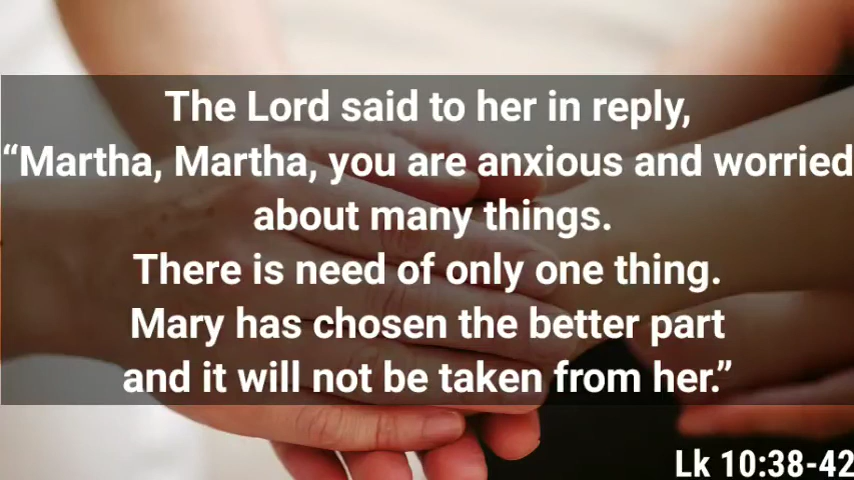 The Lord said to her in reply,
“Martha, Martha, you are anxious and worried
about many things.
There is need of only one thing.
Mary has chosen the better part
and it will not be taken from her.”
Lk 10:38-42